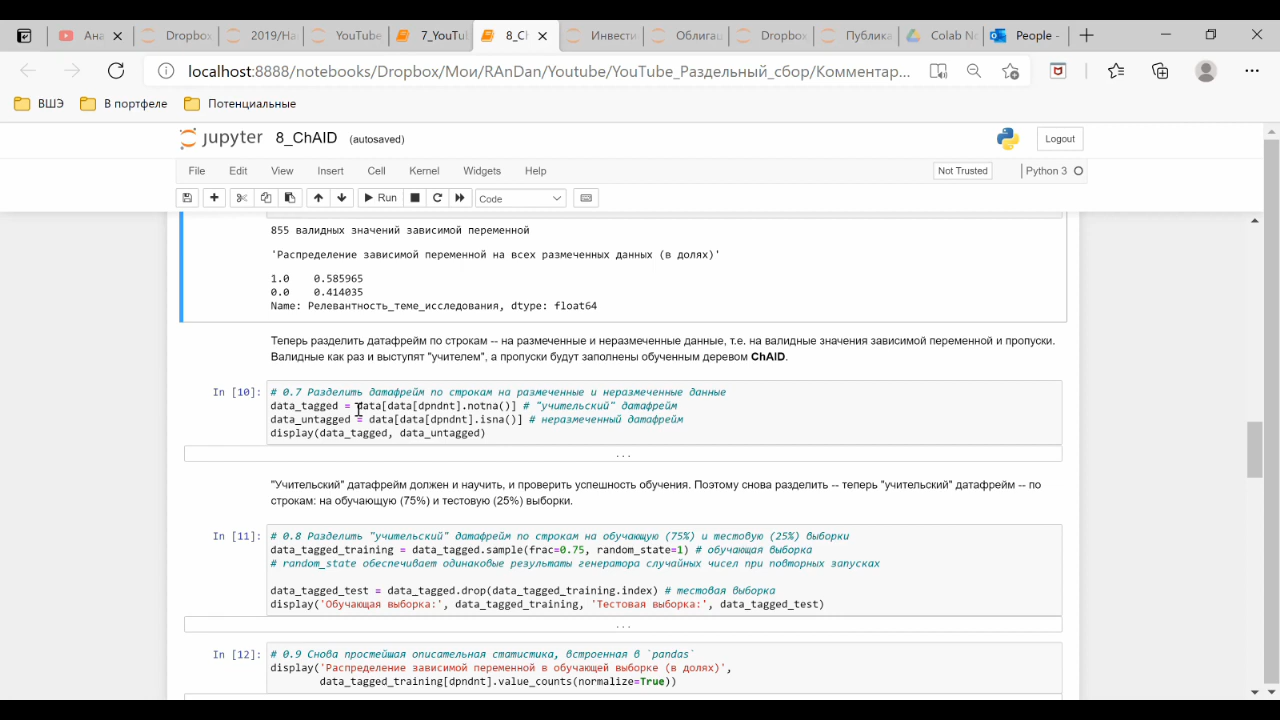 Ана
Dropbox
2019/На
YouTube
7_YouTu
8_Ch
Инвести
Облигац
Dropbox
Публика
Colab No
People -
localhost:8888/notebooks/Dropbox/Мои/RAnDan/Youtube/YouTube_Раздельный_сбор/Комментар...
ВШЭ
В портфеле
Потенциальные
jupyter 8_ChAID (autosaved)
Logout
File Edit View Insert Cell Kernel Widgets Help
Not Trusted
Python 3
Run
Code
855 валидных значений зависимой переменной
'Распределение зависимой переменной на всех размеченных данных (в долях)'
1.0 0.585965
0.0 0.414035
Name: Релевантность_теме_исследования, dtype: float64
Теперь разделить датафрейм по строкам -- на размеченные и неразмеченные данные, т.е. на валидные значения зависимой переменной и пропуски.
Валидные как раз и выступят "учителем", а пропуски будут заполнены обученным деревом ChAID.
In [10]: # 0.7 Разделить датафрейм по строкам на размеченные и неразмеченные данные
data_tagged = data[data[dpndnt].notna()] # "учительский" датафрейм
data_untagged = data[data[dpndnt].isna()] # неразмеченный датафрейм
display(data_tagged, data_untagged)
...
"Учительский" датафрейм должен и научить, и проверить успешность обучения. Поэтому снова разделить -- теперь "учительский" датафрейм -- по
строкам: на обучающую (75%) и тестовую (25%) выборки.
In [11]: # 0.8 Разделить "учительский" датафрейм по строкам на обучающую (75%) и тестовую (25%) выборки
data_tagged_training = data_tagged.sample(frac=0.75, random_state=1) # обучающая выборка
# random_state обеспечивает одинаковые результаты генератора случайных чисел при повторных запусках
data_tagged_test = data_tagged.drop(data_tagged_training.index) # тестовая выборка
display('Обучающая выборка:', data_tagged_training, 'Тестовая выборка:', data_tagged_test)
...
In [12]: # 0.9 Снова простейшая описательная статистика, встроенная в `pandas`
display('Распределение зависимой переменной в обучающей выборке (в долях)',
data_tagged_training[dpndnt].value_counts(normalize=True))